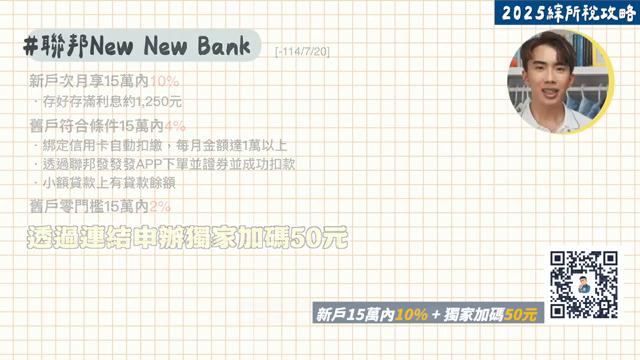 2025綜所稅攻略
#聯邦New New Bank [-114/7/20]
新戶次月享15萬內10%
．存好存滿利息約1,250元
舊戶符合條件15萬內4%
．綁定信用卡自動扣繳，每月金額達1萬以上
．透過聯邦發發發APP下單並證券並成功扣款
．小額貸款上有貸款餘額
舊戶零門檻15萬內2%
透過連結申辦獨家加碼50元
新戶15萬內10% + 獨家加碼50元